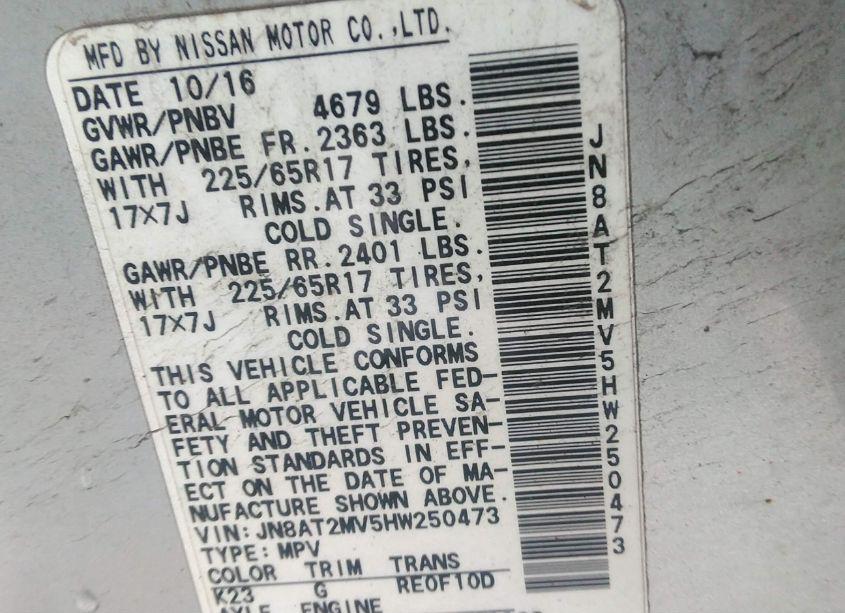 MFD BY NISSAN MOTOR CO.,LTD.
DATE 10/16
GVWR/PNBV 4679 LBS.
GAWR/PNBE FR.2363 LBS.
WITH 225/65R17 TIRES,
17X7J RIMS.AT 33 PSI
COLD SINGLE.
GAWR/PNBE RR.2401 LBS.
WITH 225/65R17 TIRES,
17X7J RIMS.AT 33 PSI
COLD SINGLE.
THIS VEHICLE CONFORMS
TO ALL APPLICABLE FED-
ERAL MOTOR VEHICLE SA-
FETY AND THEFT PREVEN-
TION STANDARDS IN EFF-
ECT ON THE DATE OF MA-
NUFACTURE SHOWN ABOVE.
VIN:JN8AT2MV5HW250473
TYPE:MPV
COLOR TRIM TRANS
K23 G RE0F10D
AXLE ENGINE
JN8AT2MV5HW250473